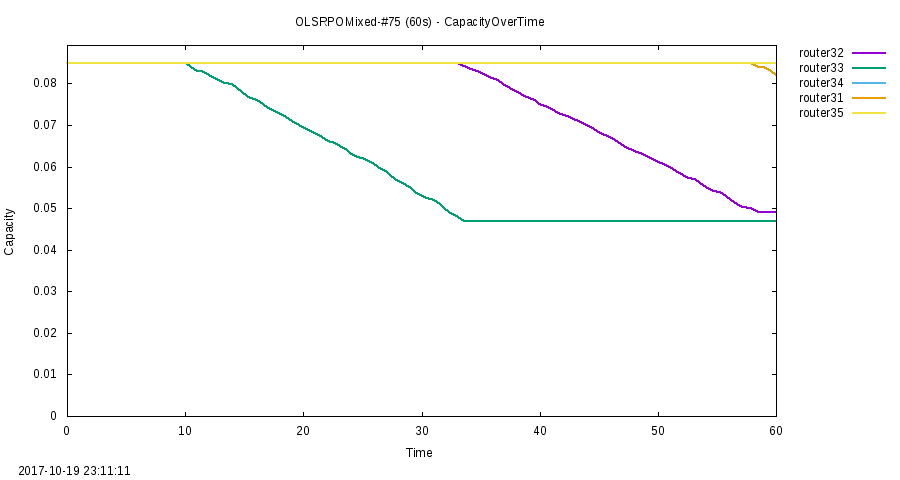 OLSRPOMixed-#75 (60s) - CapacityOverTime
router32
router33
router34
router31
router35
0.08
0.07
0.06
0.05
0.04
0.03
0.02
0.01
0
Capacity
0 10 20 30 40 50 60
Time
2017-10-19 23:11:11